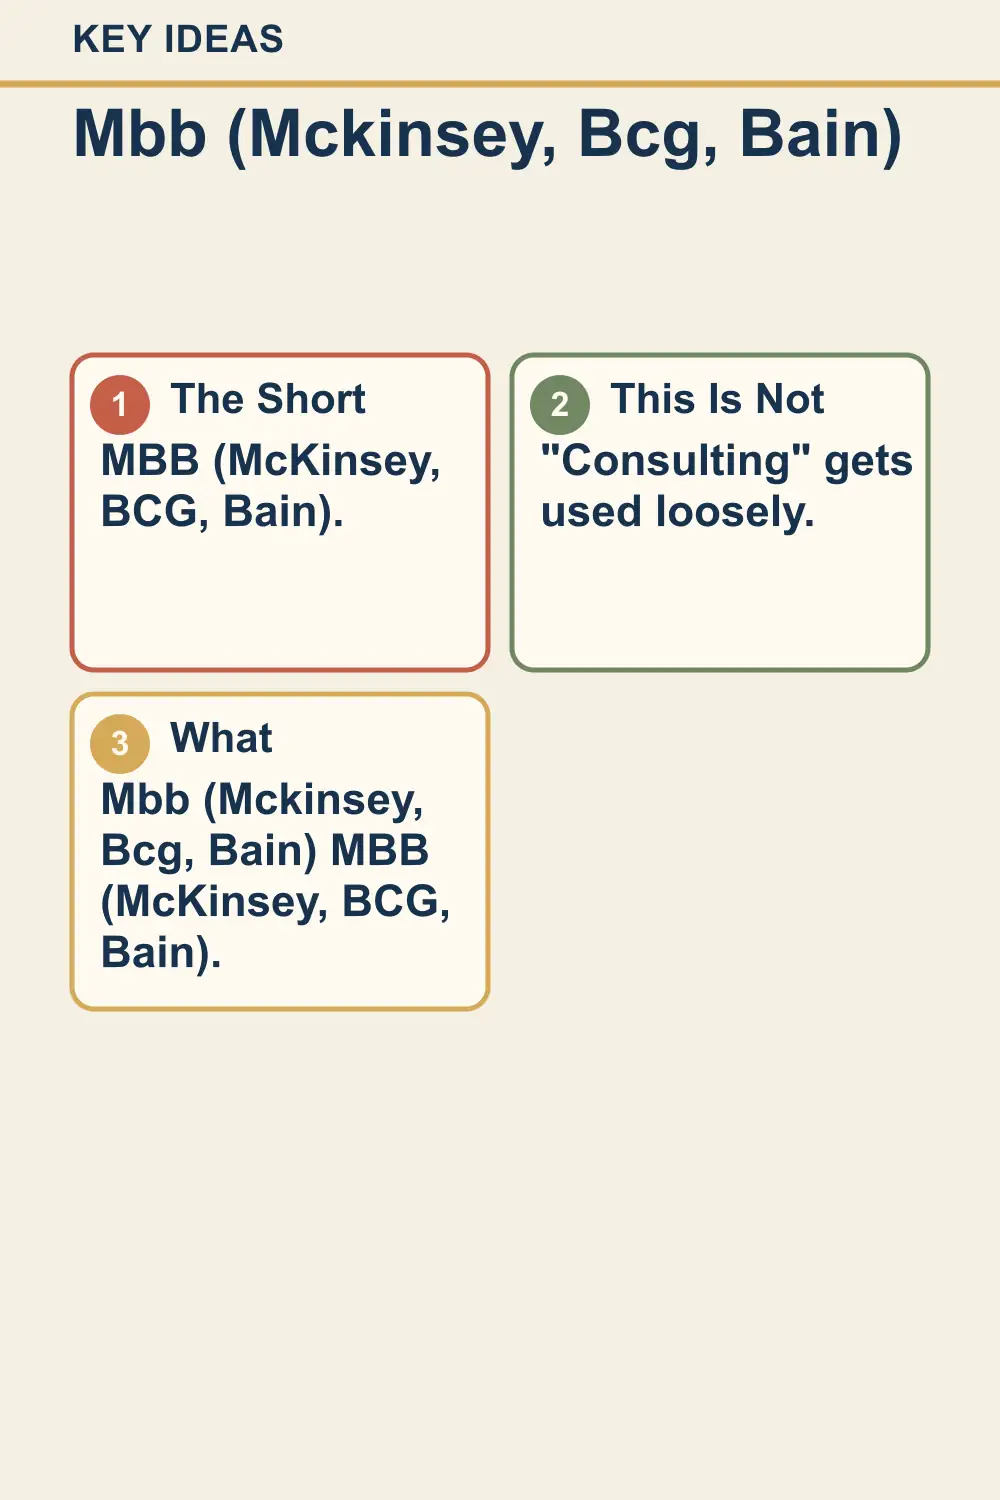 KEY IDEAS
Mbb (Mckinsey, Bcg, Bain)
1 The Short
MBB (McKinsey,
BCG, Bain).
2 This Is Not
"Consulting" gets
used loosely.
3 What
Mbb (Mckinsey,
Bcg, Bain) MBB
(McKinsey, BCG,
Bain).